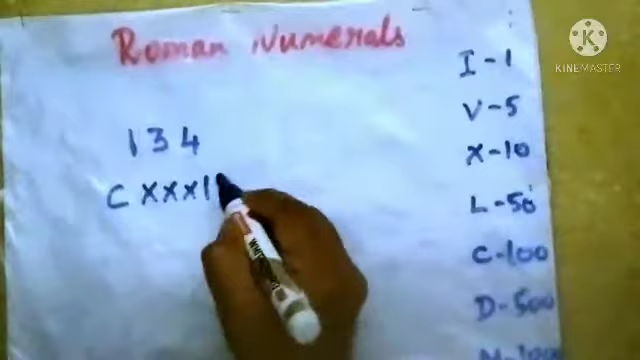 Roman Numerals
134
CXXXI
I-1
V-5
X-10
L-50
C-100
D-500
KINEMASTER